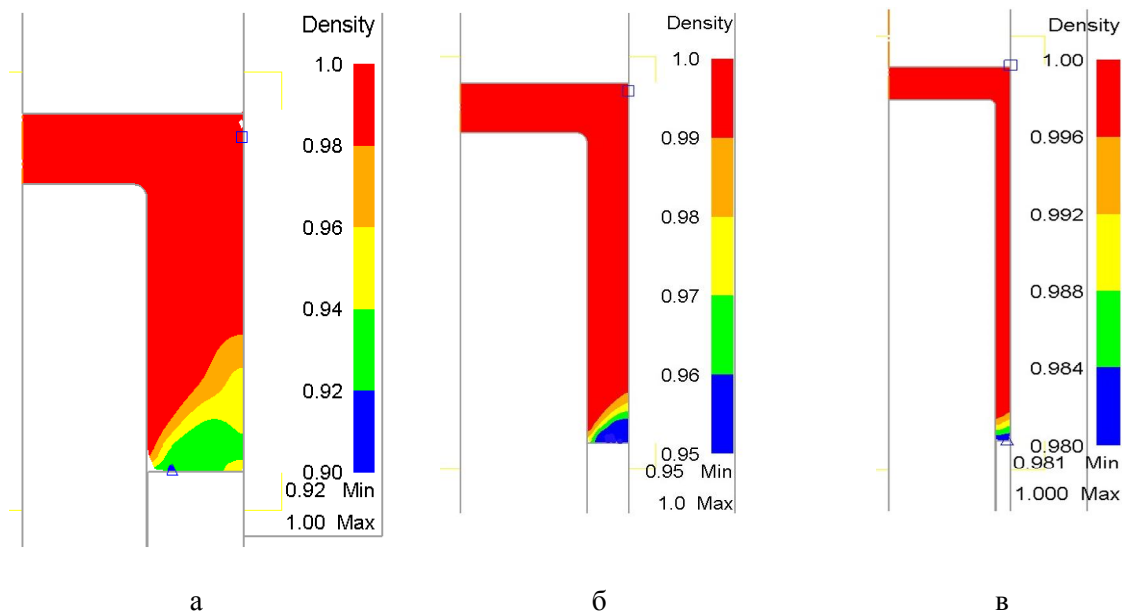 Density
1.0
0.98
0.96
0.94
0.92
0.90
0.92 Min
1.00 Max
а
Density
1.0
0.99
0.98
0.97
0.96
0.95
0.95 Min
1.0 Max
б
Density
1.00
0.996
0.992
0.988
0.984
0.980
0.981 Min
1.000 Max
в